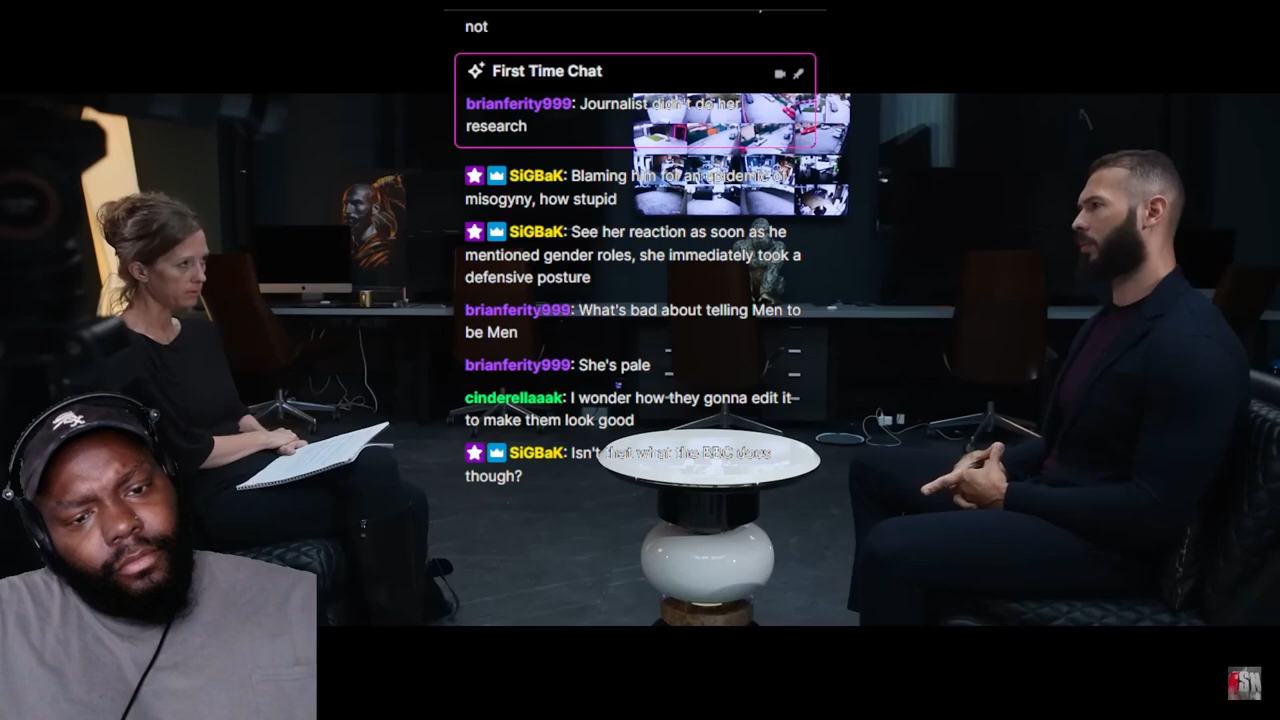 not
First Time Chat
brianferity999: Journalist didn't do her
research
SiGBaK: Blaming him for an epidemic of
misogyny, how stupid
SiGBaK: See her reaction as soon as he
mentioned gender roles, she immediately took a
defensive posture
brianferity999: What's bad about telling Men to
be Men
brianferity999: She's pale
cinderellaaak: I wonder how they gonna edit it
to make them look good
SiGBaK: Isn't that what the BBC does
though?